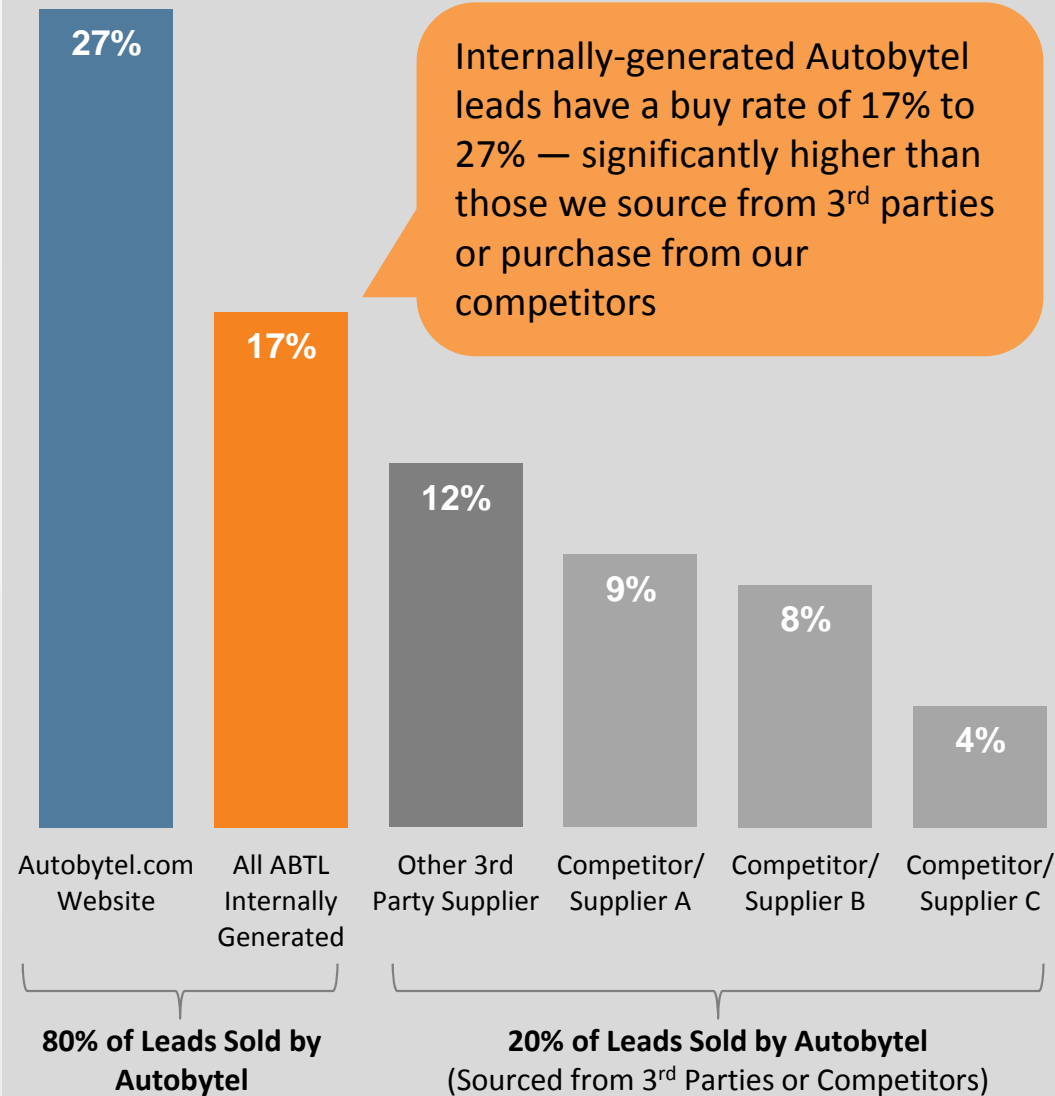 27%
Internally-generated Autobytel
leads have a buy rate of 17% to
27% — significantly higher than
those we source from 3rd parties
or purchase from our
competitors
17%
12%
9%
8%
4%
Autobytel.com
Website
All ABTL
Internally
Generated
Other 3rd
Party Supplier
Competitor/
Supplier A
Competitor/
Supplier B
Competitor/
Supplier C
80% of Leads Sold by
Autobytel
20% of Leads Sold by Autobytel
(Sourced from 3rd Parties or Competitors)